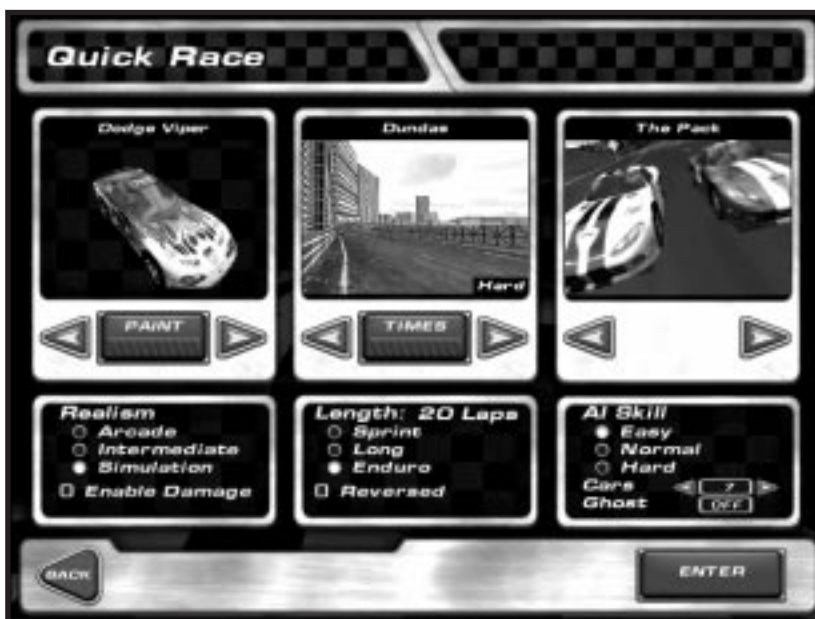 Quick Race
Dodge Viper
Dundas
The Pack
Hard
PAINT
TIMES
Realism
Arcade
Intermediate
Simulation
Enable Damage
Length: 20 Laps
Sprint
Long
Enduro
Reversed
AI Skill
Easy
Normal
Hard
Cars 7
Ghost OFF
BACK
ENTER